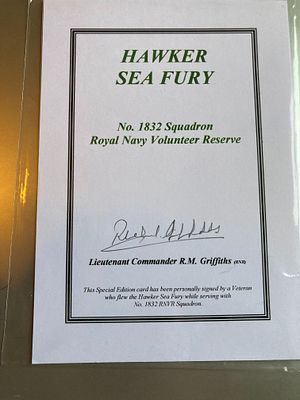 HAWKER
SEA FURY
No. 1832 Squadron
Royal Navy Volunteer Reserve
Lieutenant Commander R.M. Griffiths (RNR)
This Special Edition card has been personally signed by a Veteran
who flew the Hawker Sea Fury while serving with
No. 1832 RNVR Squadron.